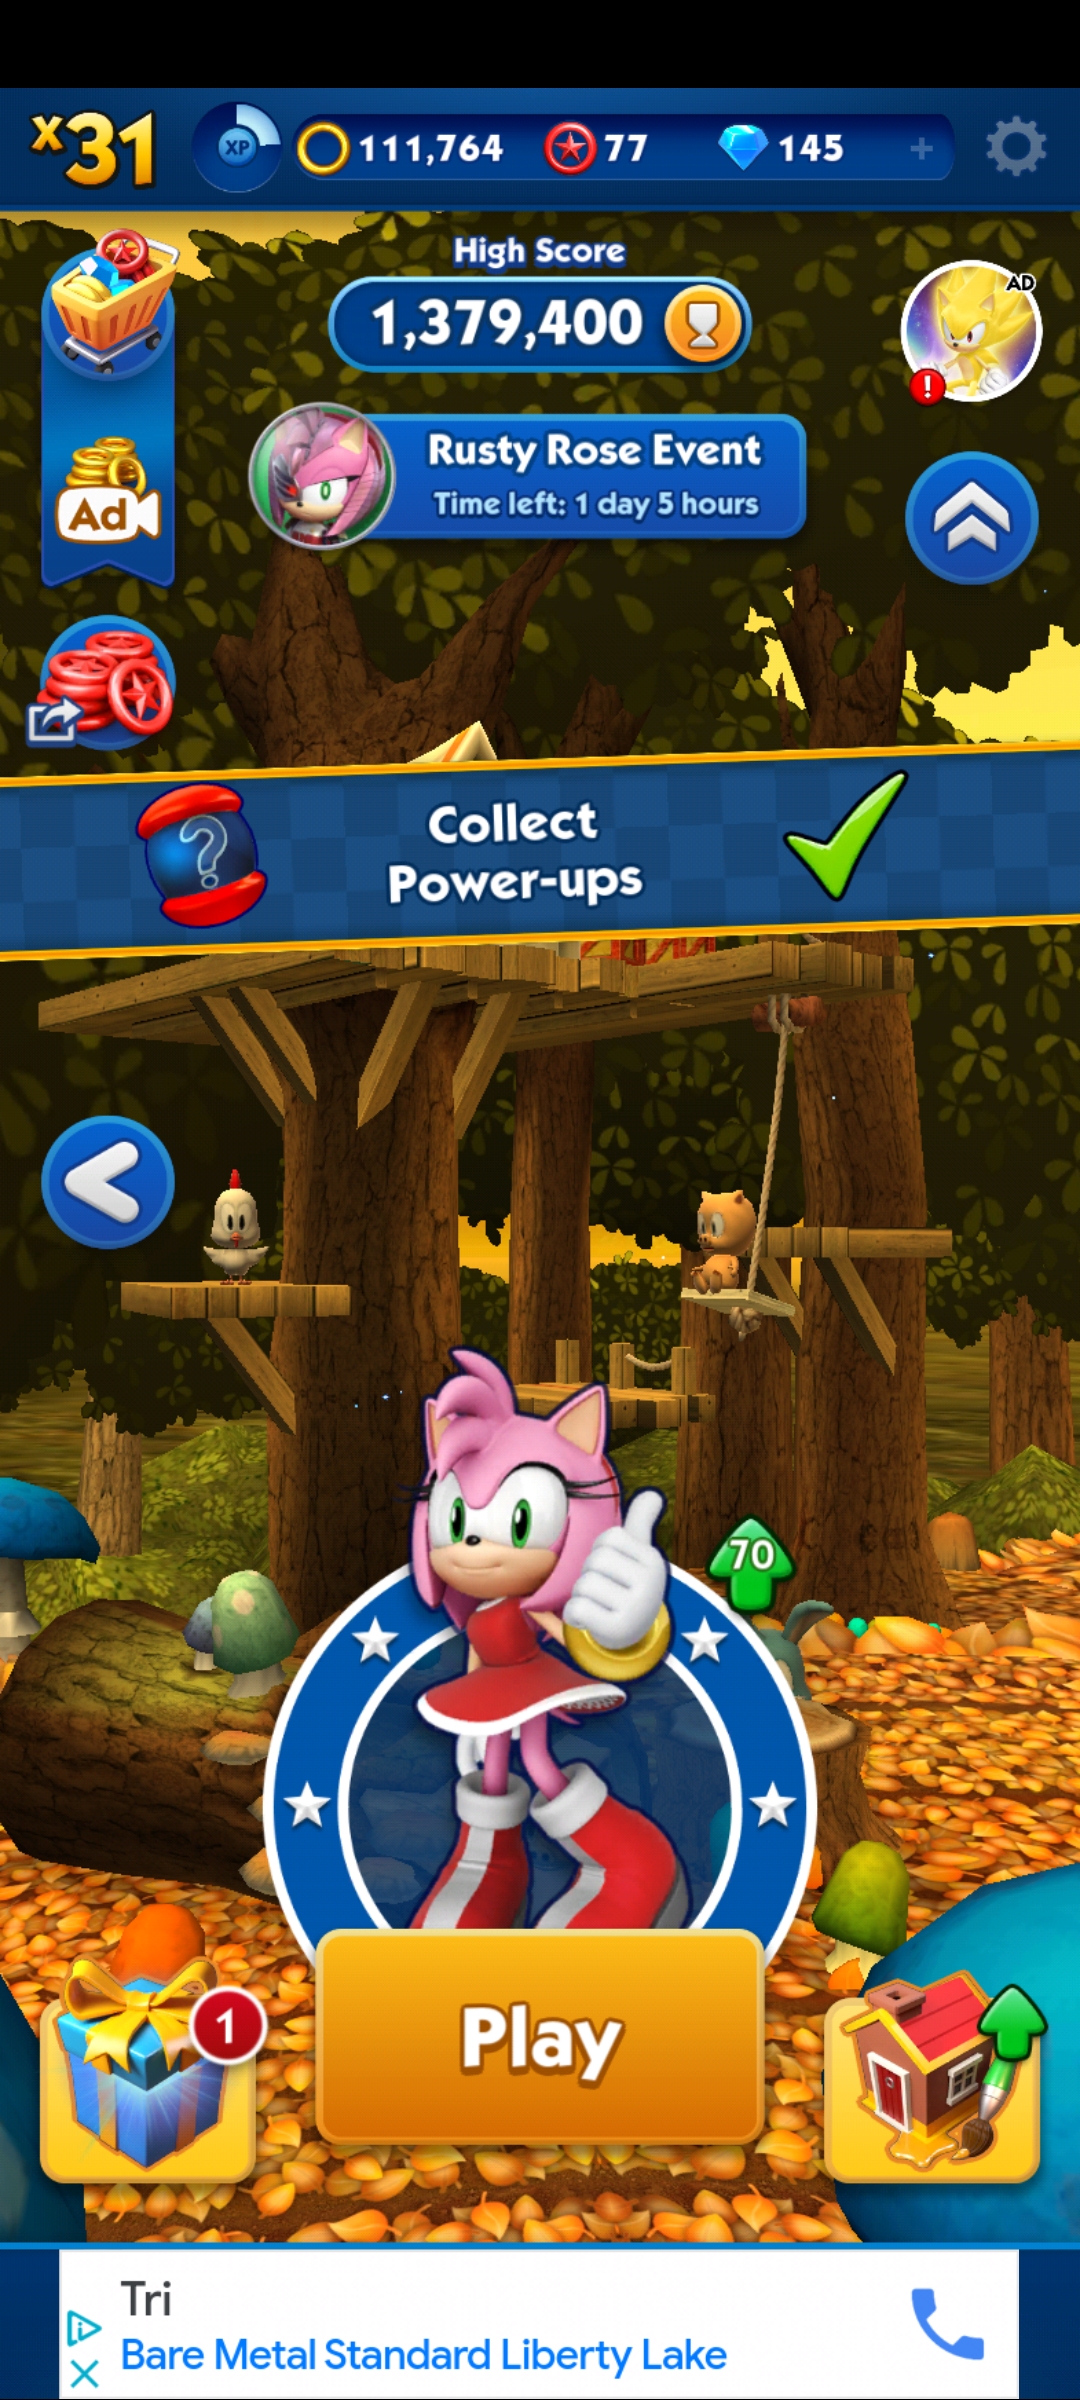 x31
XP
111,764
77
145
+
High Score
1,379,400
AD
!
Rusty Rose Event
Time left: 1 day 5 hours
Ad
?
Collect
Power-ups
70
1
Play
Tri
Bare Metal Standard Liberty Lake